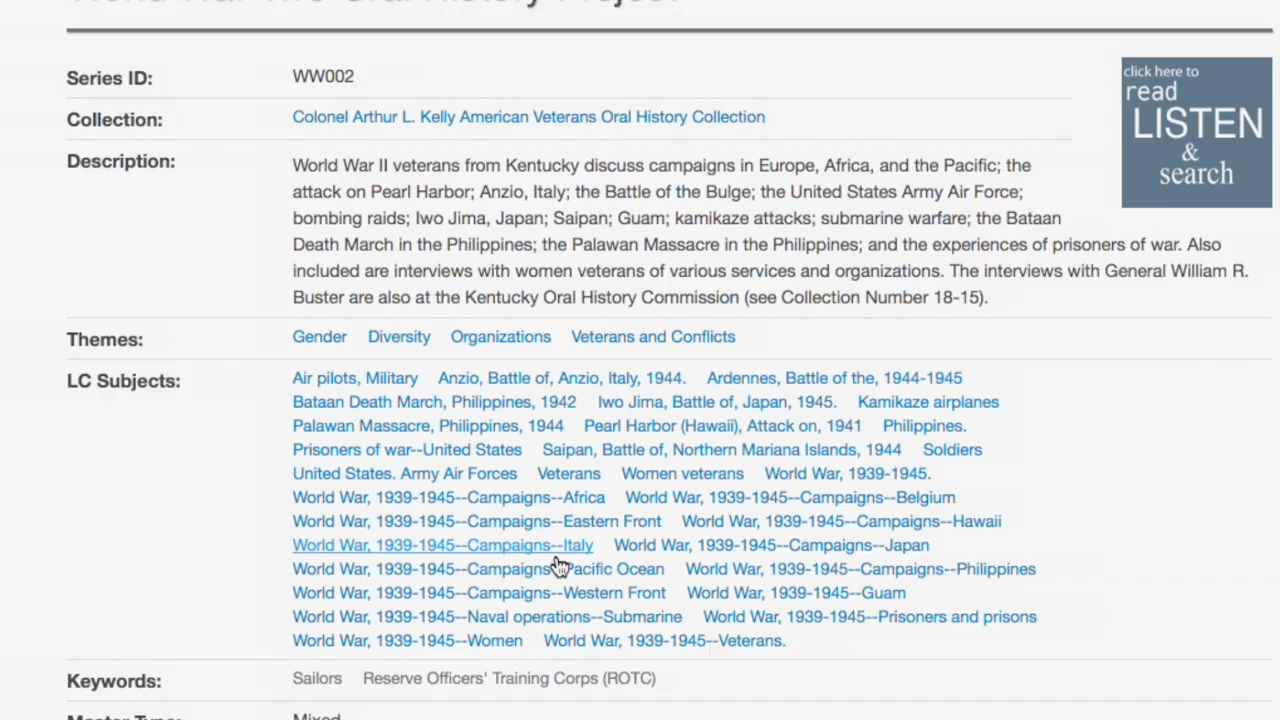 World War Two Oral History Project
Series ID: WW002
click here to
read
LISTEN
&
search
Collection: Colonel Arthur L. Kelly American Veterans Oral History Collection
Description: World War II veterans from Kentucky discuss campaigns in Europe, Africa, and the Pacific; the
attack on Pearl Harbor; Anzio, Italy; the Battle of the Bulge; the United States Army Air Force;
bombing raids; Iwo Jima, Japan; Saipan; Guam; kamikaze attacks; submarine warfare; the Bataan
Death March in the Philippines; the Palawan Massacre in the Philippines; and the experiences of prisoners of war. Also
included are interviews with women veterans of various services and organizations. The interviews with General William R.
Buster are also at the Kentucky Oral History Commission (see Collection Number 18-15).
Themes: Gender Diversity Organizations Veterans and Conflicts
LC Subjects: Air pilots, Military Anzio, Battle of, Anzio, Italy, 1944. Ardennes, Battle of the, 1944-1945
Bataan Death March, Philippines, 1942 Iwo Jima, Battle of, Japan, 1945. Kamikaze airplanes
Palawan Massacre, Philippines, 1944 Pearl Harbor (Hawaii), Attack on, 1941 Philippines.
Prisoners of war--United States Saipan, Battle of, Northern Mariana Islands, 1944 Soldiers
United States. Army Air Forces Veterans Women veterans World War, 1939-1945.
World War, 1939-1945--Campaigns--Africa World War, 1939-1945--Campaigns--Belgium
World War, 1939-1945--Campaigns--Eastern Front World War, 1939-1945--Campaigns--Hawaii
World War, 1939-1945--Campaigns--Italy World War, 1939-1945--Campaigns--Japan
World War, 1939-1945--Campaigns--Pacific Ocean World War, 1939-1945--Campaigns--Philippines
World War, 1939-1945--Campaigns--Western Front World War, 1939-1945--Guam
World War, 1939-1945--Naval operations--Submarine World War, 1939-1945--Prisoners and prisons
World War, 1939-1945--Women World War, 1939-1945--Veterans.
Keywords: Sailors Reserve Officers' Training Corps (ROTC)
Master Type: Mixed